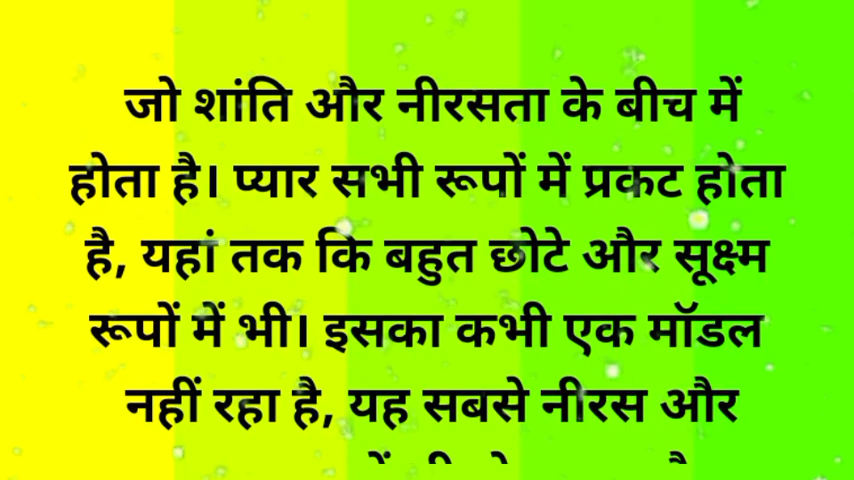 जो शांति और नीरसता के बीच में
होता है। प्यार सभी रूपों में प्रकट होता
है, यहां तक कि बहुत छोटे और सूक्ष्म
रूपों में भी। इसका कभी एक मॉडल
नहीं रहा है, यह सबसे नीरस और